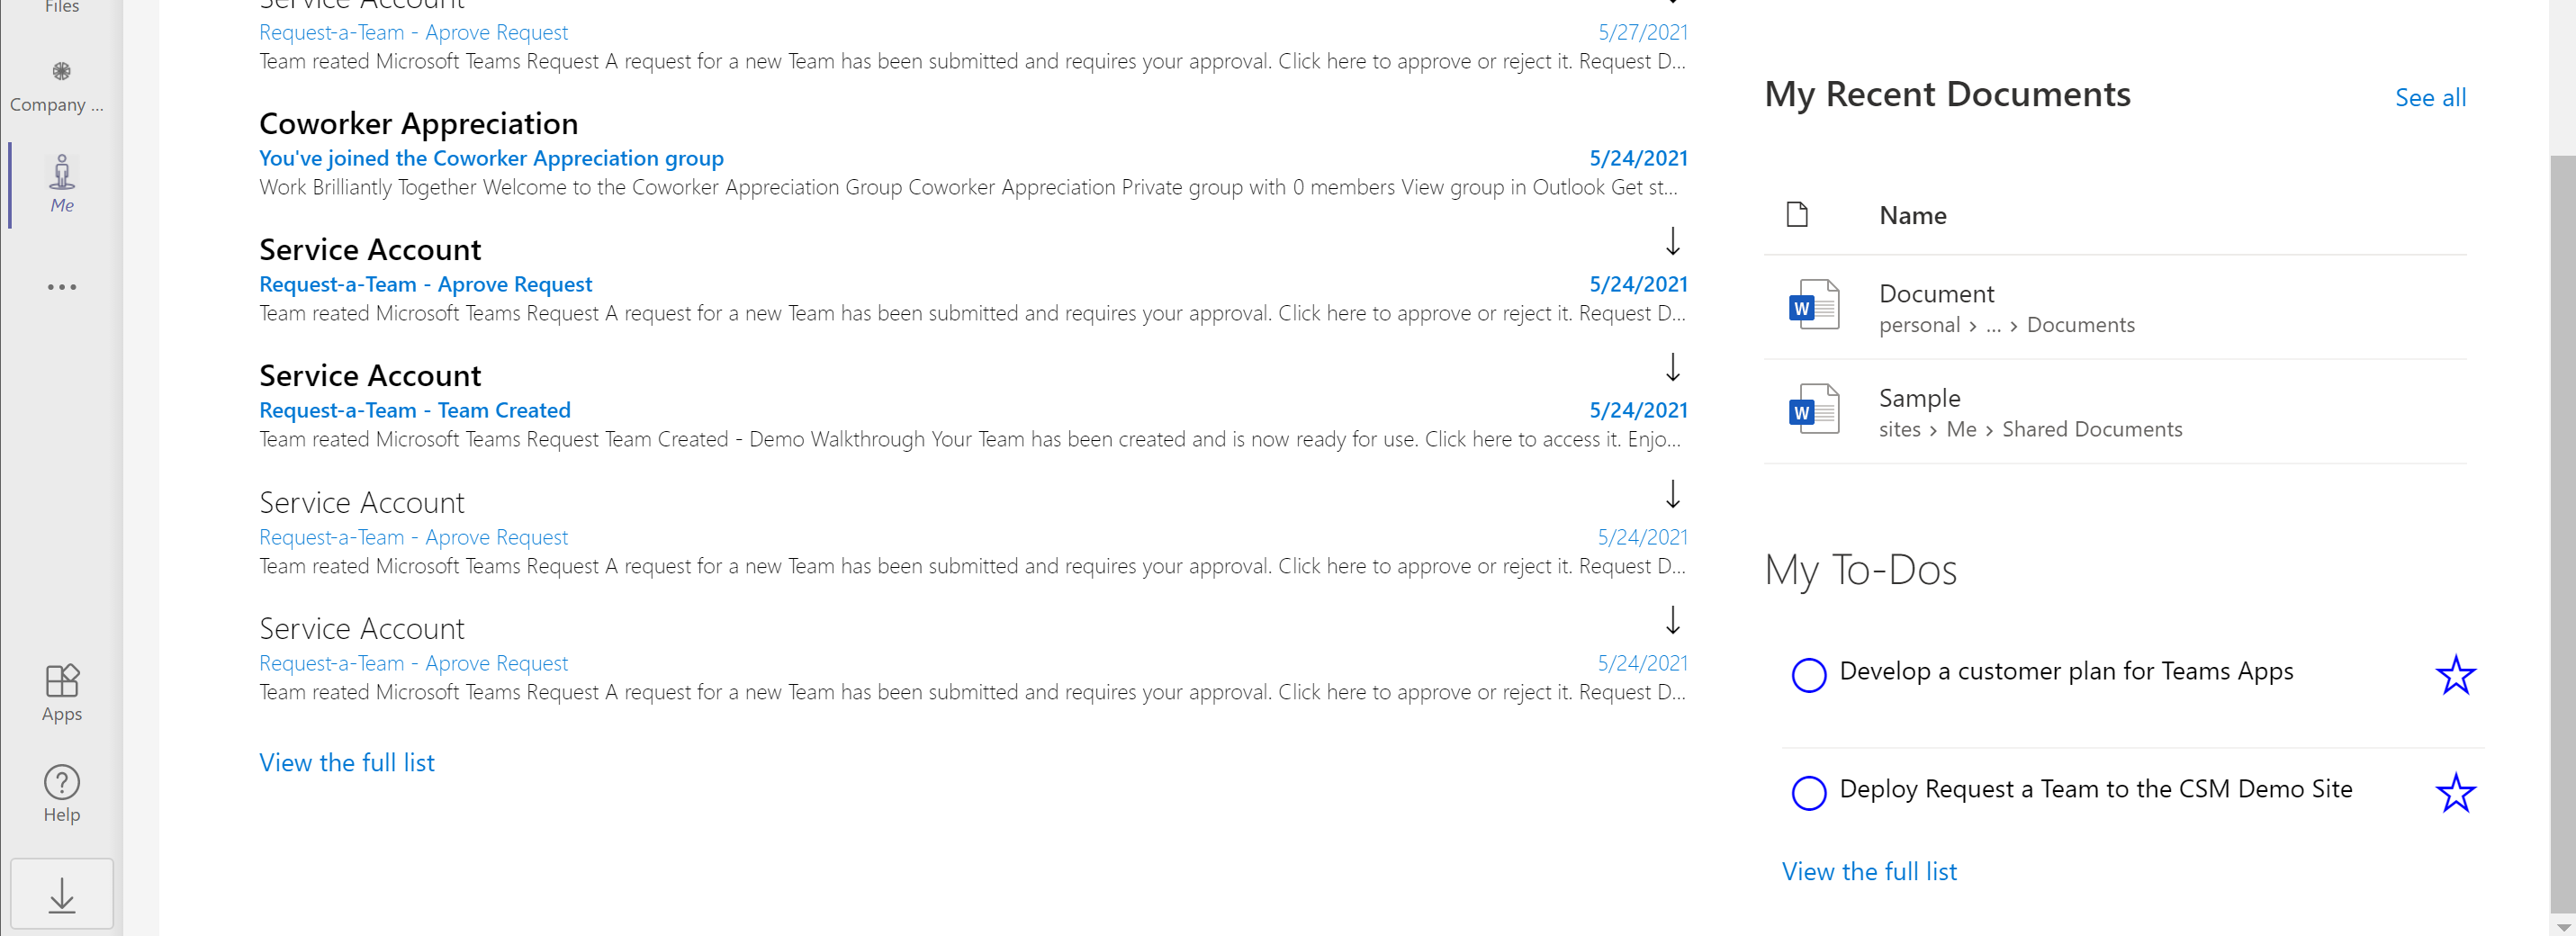 Files
Company ...
Me
Apps
Help
Service Account
Request-a-Team - Aprove Request 5/27/2021
Team reated Microsoft Teams Request A request for a new Team has been submitted and requires your approval. Click here to approve or reject it. Request D...
Coworker Appreciation
You've joined the Coworker Appreciation group 5/24/2021
Work Brilliantly Together Welcome to the Coworker Appreciation Group Coworker Appreciation Private group with 0 members View group in Outlook Get st...
Service Account
Request-a-Team - Aprove Request 5/24/2021
Team reated Microsoft Teams Request A request for a new Team has been submitted and requires your approval. Click here to approve or reject it. Request D...
Service Account
Request-a-Team - Team Created 5/24/2021
Team reated Microsoft Teams Request Team Created - Demo Walkthrough Your Team has been created and is now ready for use. Click here to access it. Enjo...
Service Account
Request-a-Team - Aprove Request 5/24/2021
Team reated Microsoft Teams Request A request for a new Team has been submitted and requires your approval. Click here to approve or reject it. Request D...
Service Account
Request-a-Team - Aprove Request 5/24/2021
Team reated Microsoft Teams Request A request for a new Team has been submitted and requires your approval. Click here to approve or reject it. Request D...
View the full list
My Recent Documents See all
Name
W
Document
personal › ... › Documents
W
Sample
sites › Me › Shared Documents
My To-Dos
Develop a customer plan for Teams Apps
Deploy Request a Team to the CSM Demo Site
View the full list